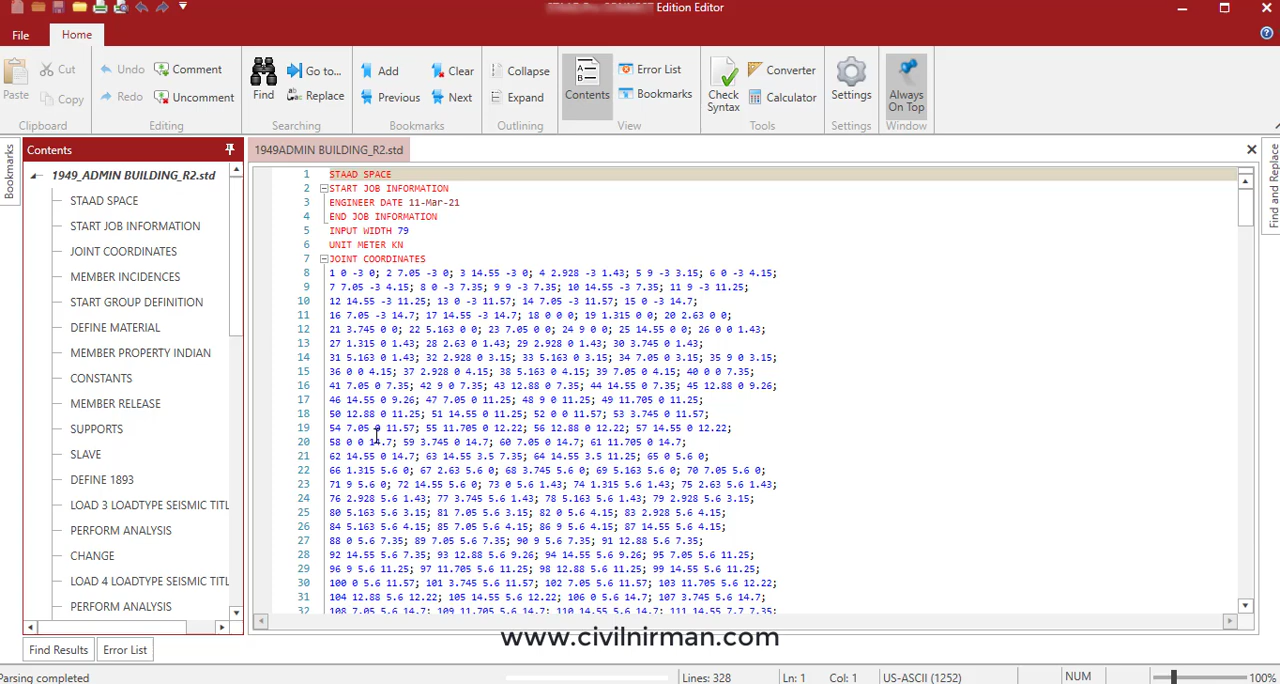 Edition Editor
File
Home
Paste
Cut
Copy
Clipboard
Undo
Redo
Comment
Uncomment
Editing
Find
Go to...
Replace
Searching
Add
Clear
Previous
Next
Bookmarks
Collapse
Expand
Outlining
Contents
Error List
Bookmarks
View
Check Syntax
Converter
Calculator
Tools
Settings
Settings
Always On Top
Window
Bookmarks
Contents
1949_ADMIN BUILDING_R2.std
STAAD SPACE
START JOB INFORMATION
JOINT COORDINATES
MEMBER INCIDENCES
START GROUP DEFINITION
DEFINE MATERIAL
MEMBER PROPERTY INDIAN
CONSTANTS
MEMBER RELEASE
SUPPORTS
SLAVE
DEFINE 1893
LOAD 3 LOADTYPE SEISMIC TITL
PERFORM ANALYSIS
CHANGE
LOAD 4 LOADTYPE SEISMIC TITL
PERFORM ANALYSIS
1949ADMIN BUILDING_R2.std
1 STAAD SPACE
2 START JOB INFORMATION
3 ENGINEER DATE 11-Mar-21
4 END JOB INFORMATION
5 INPUT WIDTH 79
6 UNIT METER KN
7 JOINT COORDINATES
8 1 0 -3 0; 2 7.05 -3 0; 3 14.55 -3 0; 4 2.928 -3 1.43; 5 9 -3 3.15; 6 0 -3 4.15;
9 7 7.05 -3 4.15; 8 0 -3 7.35; 9 9 -3 7.35; 10 14.55 -3 7.35; 11 9 -3 11.25;
10 12 14.55 -3 11.25; 13 0 -3 11.57; 14 7.05 -3 11.57; 15 0 -3 14.7;
11 16 7.05 -3 14.7; 17 14.55 -3 14.7; 18 0 0 0; 19 1.315 0 0; 20 2.63 0 0;
12 21 3.745 0 0; 22 5.163 0 0; 23 7.05 0 0; 24 9 0 0; 25 14.55 0 0; 26 0 0 1.43;
13 27 1.315 0 1.43; 28 2.63 0 1.43; 29 2.928 0 1.43; 30 3.745 0 1.43;
14 31 5.163 0 1.43; 32 2.928 0 3.15; 33 5.163 0 3.15; 34 7.05 0 3.15; 35 9 0 3.15;
15 36 0 0 4.15; 37 2.928 0 4.15; 38 5.163 0 4.15; 39 7.05 0 4.15; 40 0 0 7.35;
16 41 7.05 0 7.35; 42 9 0 7.35; 43 12.88 0 7.35; 44 14.55 0 7.35; 45 12.88 0 9.26;
17 46 14.55 0 9.26; 47 7.05 0 11.25; 48 9 0 11.25; 49 11.705 0 11.25;
18 50 12.88 0 11.25; 51 14.55 0 11.25; 52 0 0 11.57; 53 3.745 0 11.57;
19 54 7.05 0 11.57; 55 11.705 0 12.22; 56 12.88 0 12.22; 57 14.55 0 12.22;
20 58 0 0 14.7; 59 3.745 0 14.7; 60 7.05 0 14.7; 61 11.705 0 14.7;
21 62 14.55 0 14.7; 63 14.55 3.5 7.35; 64 14.55 3.5 11.25; 65 0 5.6 0;
22 66 1.315 5.6 0; 67 2.63 5.6 0; 68 3.745 5.6 0; 69 5.163 5.6 0; 70 7.05 5.6 0;
23 71 9 5.6 0; 72 14.55 5.6 0; 73 0 5.6 1.43; 74 1.315 5.6 1.43; 75 2.63 5.6 1.43;
24 76 2.928 5.6 1.43; 77 3.745 5.6 1.43; 78 5.163 5.6 1.43; 79 2.928 5.6 3.15;
25 80 5.163 5.6 3.15; 81 7.05 5.6 3.15; 82 0 5.6 4.15; 83 2.928 5.6 4.15;
26 84 5.163 5.6 4.15; 85 7.05 5.6 4.15; 86 9 5.6 4.15; 87 14.55 5.6 4.15;
27 88 0 5.6 7.35; 89 7.05 5.6 7.35; 90 9 5.6 7.35; 91 12.88 5.6 7.35;
28 92 14.55 5.6 7.35; 93 12.88 5.6 9.26; 94 14.55 5.6 9.26; 95 7.05 5.6 11.25;
29 96 9 5.6 11.25; 97 11.705 5.6 11.25; 98 12.88 5.6 11.25; 99 14.55 5.6 11.25;
30 100 0 5.6 11.57; 101 3.745 5.6 11.57; 102 7.05 5.6 11.57; 103 11.705 5.6 12.22;
31 104 12.88 5.6 12.22; 105 14.55 5.6 12.22; 106 0 5.6 14.7; 107 3.745 5.6 14.7;
32 108 7.05 5.6 14.7; 109 11.705 5.6 14.7; 110 14.55 5.6 14.7; 111 14.55 7.7 7.35;
Find and Replace
www.civilnirman.com
Find Results
Error List
Parsing completed
Lines: 328
Ln: 1
Col: 1
US-ASCII (1252)
NUM
100%